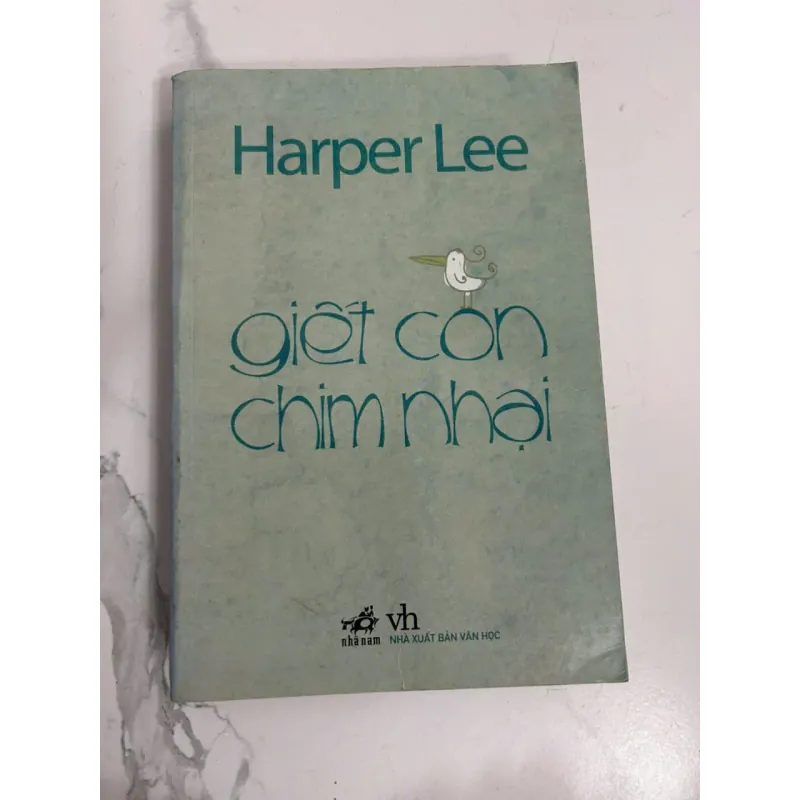 Harper Lee
giết con
chim nhại
nhã nam
vh
NHÀ XUẤT BẢN VĂN HỌC